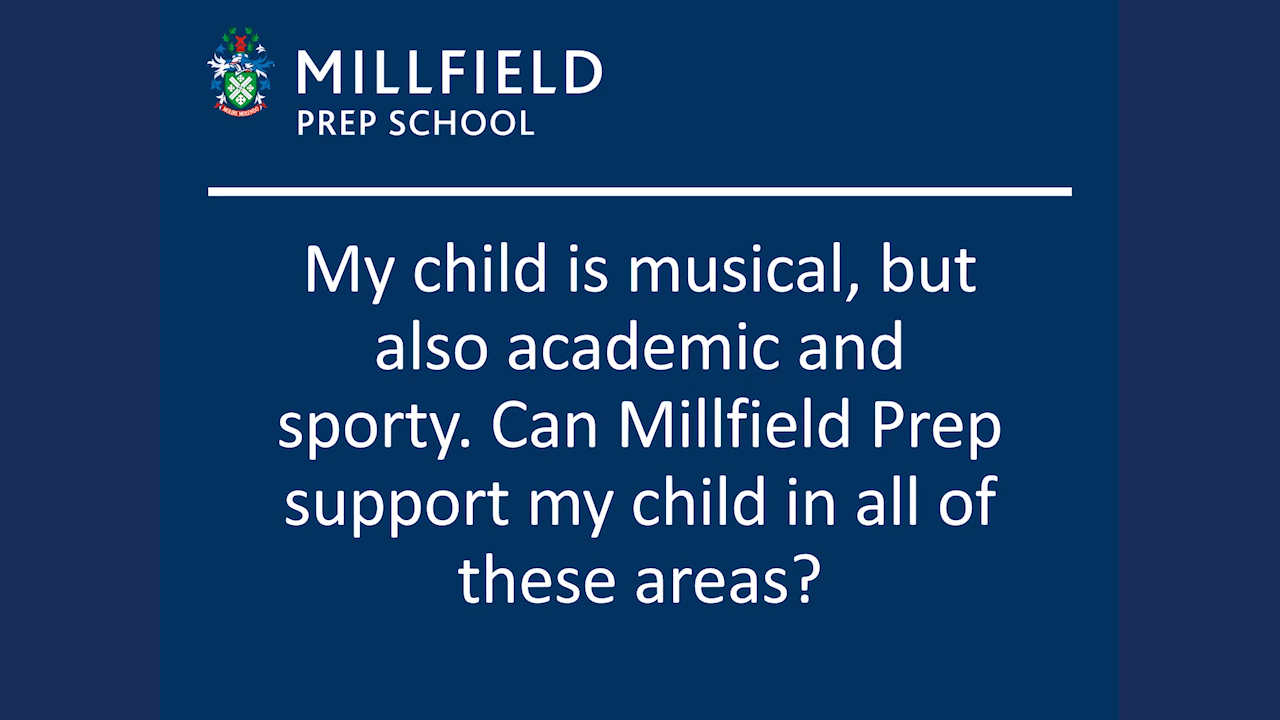 MILLFIELD
PREP SCHOOL
My child is musical, but
also academic and
sporty. Can Millfield Prep
support my child in all of
these areas?